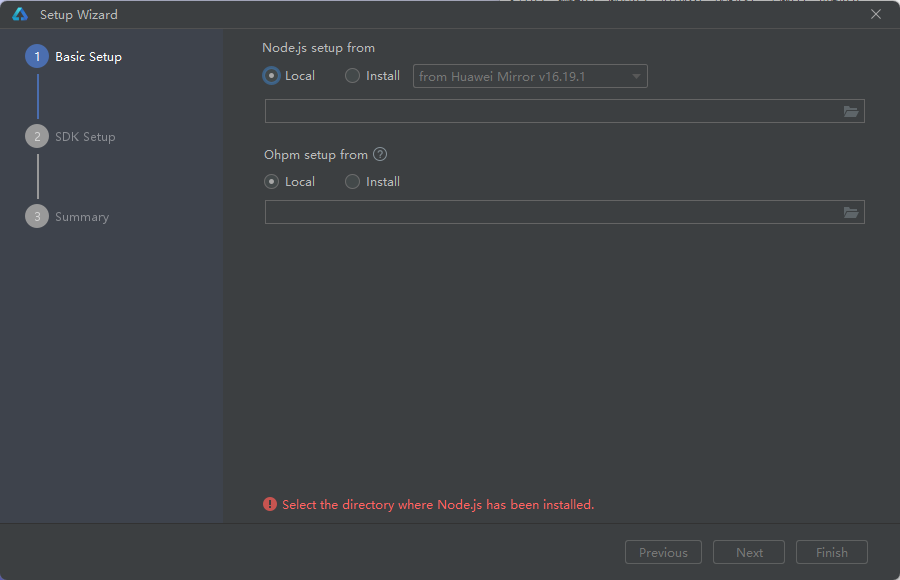 Setup Wizard
1 Basic Setup
2 SDK Setup
3 Summary
Node.js setup from
Local Install from Huawei Mirror v16.19.1
Ohpm setup from ?
Local Install
! Select the directory where Node.js has been installed.
Previous Next Finish